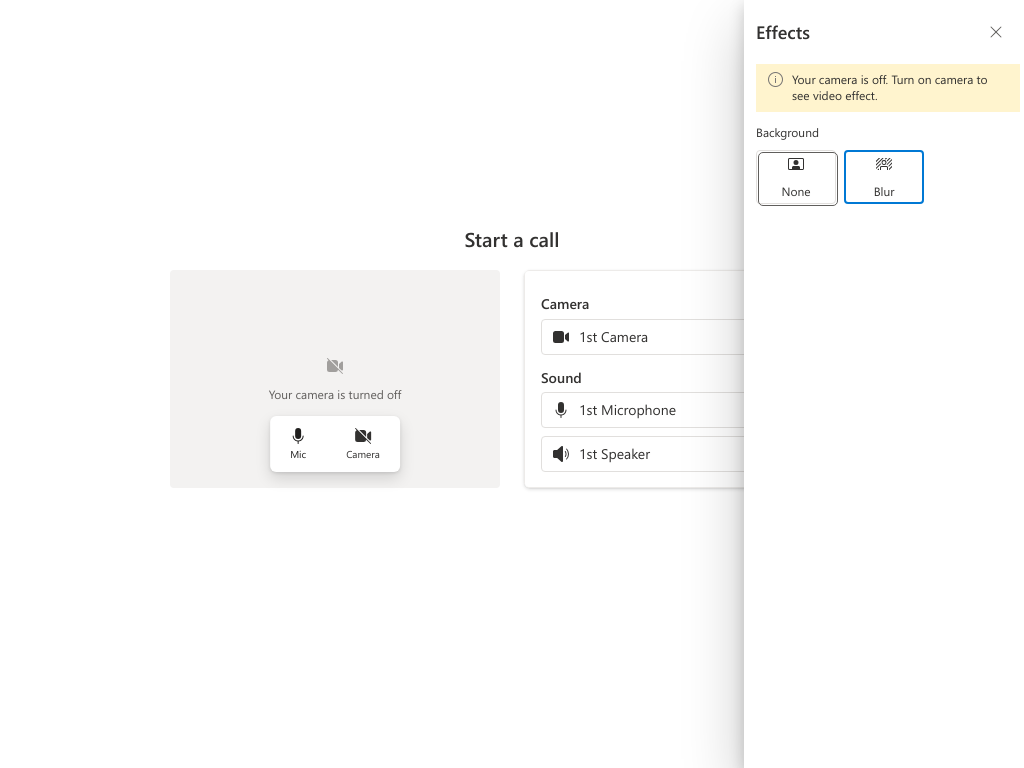 Effects
Your camera is off. Turn on camera to
see video effect.
Background
None
Blur
Start a call
Your camera is turned off
Mic
Camera
Camera
1st Camera
Sound
1st Microphone
1st Speaker